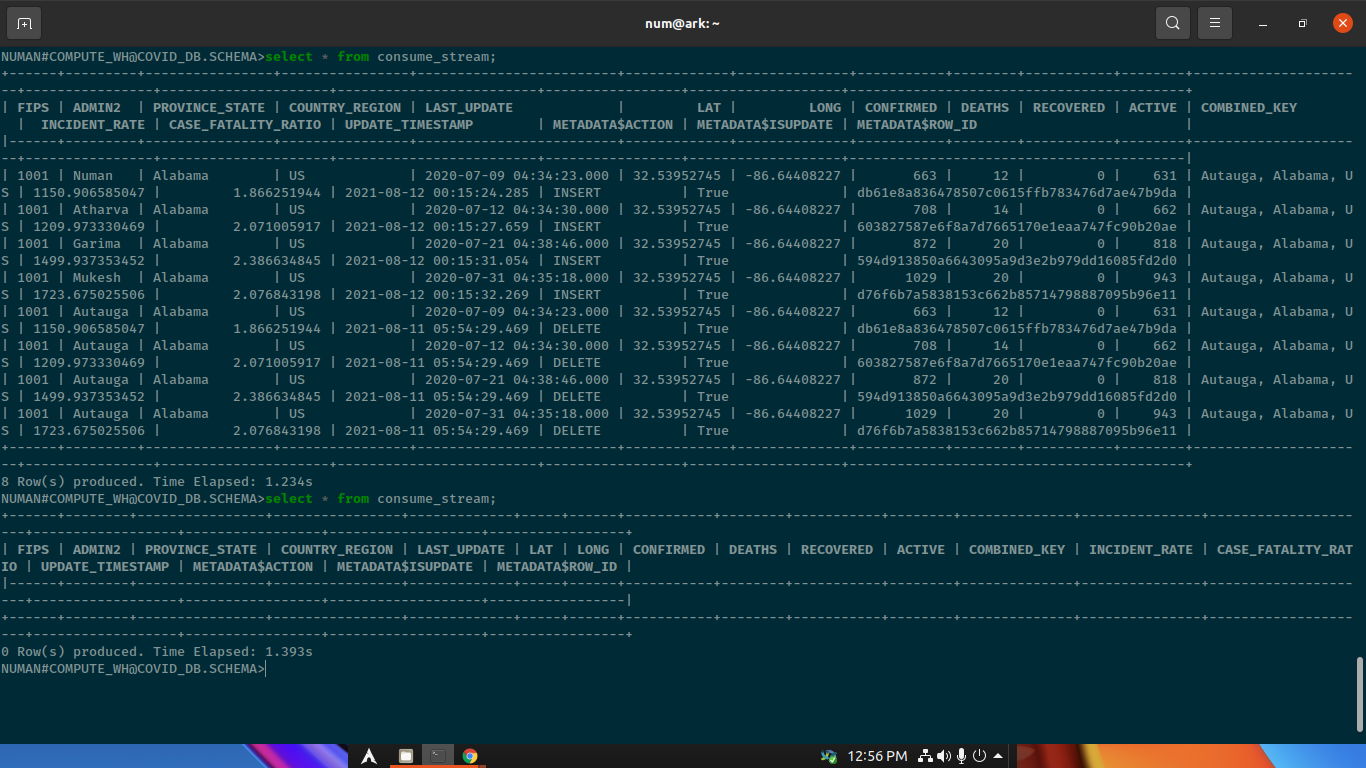 num@ark: ~
NUMAN#COMPUTE_WH@COVID_DB.SCHEMA>select * from consume_stream;
+------+---------+----------------+----------------+-------------------------+-------------+--------------+-----------+--------+-----------+--------+--------------------
--+----------------+---------------------+-------------------------+-----------------+-------------------+------------------------------------------+
| FIPS | ADMIN2  | PROVINCE_STATE | COUNTRY_REGION | LAST_UPDATE             |         LAT |         LONG | CONFIRMED | DEATHS | RECOVERED | ACTIVE | COMBINED_KEY
  |  INCIDENT_RATE | CASE_FATALITY_RATIO | UPDATE_TIMESTAMP        | METADATA$ACTION | METADATA$ISUPDATE | METADATA$ROW_ID                          |
|------+---------+----------------+----------------+-------------------------+-------------+--------------+-----------+--------+-----------+--------+--------------------
--+----------------+---------------------+-------------------------+-----------------+-------------------+------------------------------------------|
| 1001 | Numan   | Alabama        | US             | 2020-07-09 04:34:23.000 | 32.53952745 | -86.64408227 |       663 |     12 |         0 |    631 | Autauga, Alabama, U
S | 1150.906585047 |         1.866251944 | 2021-08-12 00:15:24.285 | INSERT          | True              | db61e8a836478507c0615ffb783476d7ae47b9da |
| 1001 | Atharva | Alabama        | US             | 2020-07-12 04:34:30.000 | 32.53952745 | -86.64408227 |       708 |     14 |         0 |    662 | Autauga, Alabama, U
S | 1209.973330469 |         2.071005917 | 2021-08-12 00:15:27.659 | INSERT          | True              | 603827587e6f8a7d7665170e1eaa747fc90b20ae |
| 1001 | Garima  | Alabama        | US             | 2020-07-21 04:38:46.000 | 32.53952745 | -86.64408227 |       872 |     20 |         0 |    818 | Autauga, Alabama, U
S | 1499.937353452 |         2.386634845 | 2021-08-12 00:15:31.054 | INSERT          | True              | 594d913850a6643095a9d3e2b979dd16085fd2d0 |
| 1001 | Mukesh  | Alabama        | US             | 2020-07-31 04:35:18.000 | 32.53952745 | -86.64408227 |      1029 |     20 |         0 |    943 | Autauga, Alabama, U
S | 1723.675025506 |         2.076843198 | 2021-08-12 00:15:32.269 | INSERT          | True              | d76f6b7a5838153c662b85714798887095b96e11 |
| 1001 | Autauga | Alabama        | US             | 2020-07-09 04:34:23.000 | 32.53952745 | -86.64408227 |       663 |     12 |         0 |    631 | Autauga, Alabama, U
S | 1150.906585047 |         1.866251944 | 2021-08-11 05:54:29.469 | DELETE          | True              | db61e8a836478507c0615ffb783476d7ae47b9da |
| 1001 | Autauga | Alabama        | US             | 2020-07-12 04:34:30.000 | 32.53952745 | -86.64408227 |       708 |     14 |         0 |    662 | Autauga, Alabama, U
S | 1209.973330469 |         2.071005917 | 2021-08-11 05:54:29.469 | DELETE          | True              | 603827587e6f8a7d7665170e1eaa747fc90b20ae |
| 1001 | Autauga | Alabama        | US             | 2020-07-21 04:38:46.000 | 32.53952745 | -86.64408227 |       872 |     20 |         0 |    818 | Autauga, Alabama, U
S | 1499.937353452 |         2.386634845 | 2021-08-11 05:54:29.469 | DELETE          | True              | 594d913850a6643095a9d3e2b979dd16085fd2d0 |
| 1001 | Autauga | Alabama        | US             | 2020-07-31 04:35:18.000 | 32.53952745 | -86.64408227 |      1029 |     20 |         0 |    943 | Autauga, Alabama, U
S | 1723.675025506 |         2.076843198 | 2021-08-11 05:54:29.469 | DELETE          | True              | d76f6b7a5838153c662b85714798887095b96e11 |
+------+---------+----------------+----------------+-------------------------+-------------+--------------+-----------+--------+-----------+--------+--------------------
--+----------------+---------------------+-------------------------+-----------------+-------------------+------------------------------------------+
8 Row(s) produced. Time Elapsed: 1.234s
NUMAN#COMPUTE_WH@COVID_DB.SCHEMA>select * from consume_stream;
+------+--------+----------------+----------------+-------------+-----+------+-----------+--------+-----------+--------+--------------+---------------+------------------
---+------------------+-----------------+-------------------+-----------------+
| FIPS | ADMIN2 | PROVINCE_STATE | COUNTRY_REGION | LAST_UPDATE | LAT | LONG | CONFIRMED | DEATHS | RECOVERED | ACTIVE | COMBINED_KEY | INCIDENT_RATE | CASE_FATALITY_RAT
IO | UPDATE_TIMESTAMP | METADATA$ACTION | METADATA$ISUPDATE | METADATA$ROW_ID |
|------+--------+----------------+----------------+-------------+-----+------+-----------+--------+-----------+--------+--------------+---------------+------------------
---+------------------+-----------------+-------------------+-----------------|
+------+--------+----------------+----------------+-------------+-----+------+-----------+--------+-----------+--------+--------------+---------------+------------------
---+------------------+-----------------+-------------------+-----------------+
0 Row(s) produced. Time Elapsed: 1.393s
NUMAN#COMPUTE_WH@COVID_DB.SCHEMA>
12:56 PM